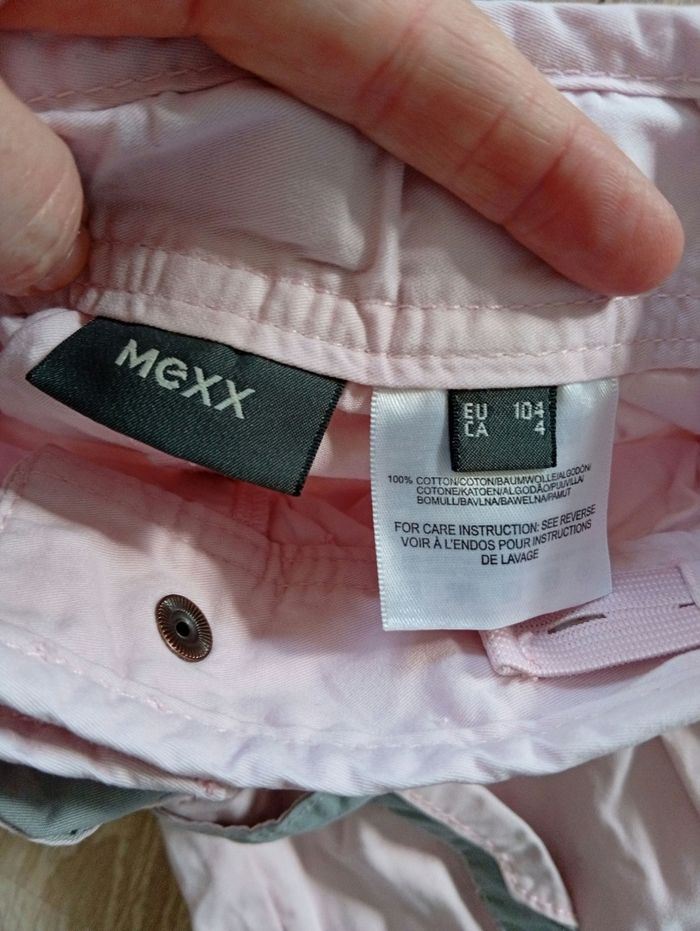 Mexx
EU 104
CA 4
100% COTTON/COTON/BAUMWOLLE/ALGODÓN/
COTONE/KATOEN/ALGODÃO/PUUVILLA/
BOMULL/BAVLNA/BAWEŁNA/PAMUT
FOR CARE INSTRUCTION: SEE REVERSE
VOIR À L'ENDOS POUR INSTRUCTIONS
DE LAVAGE